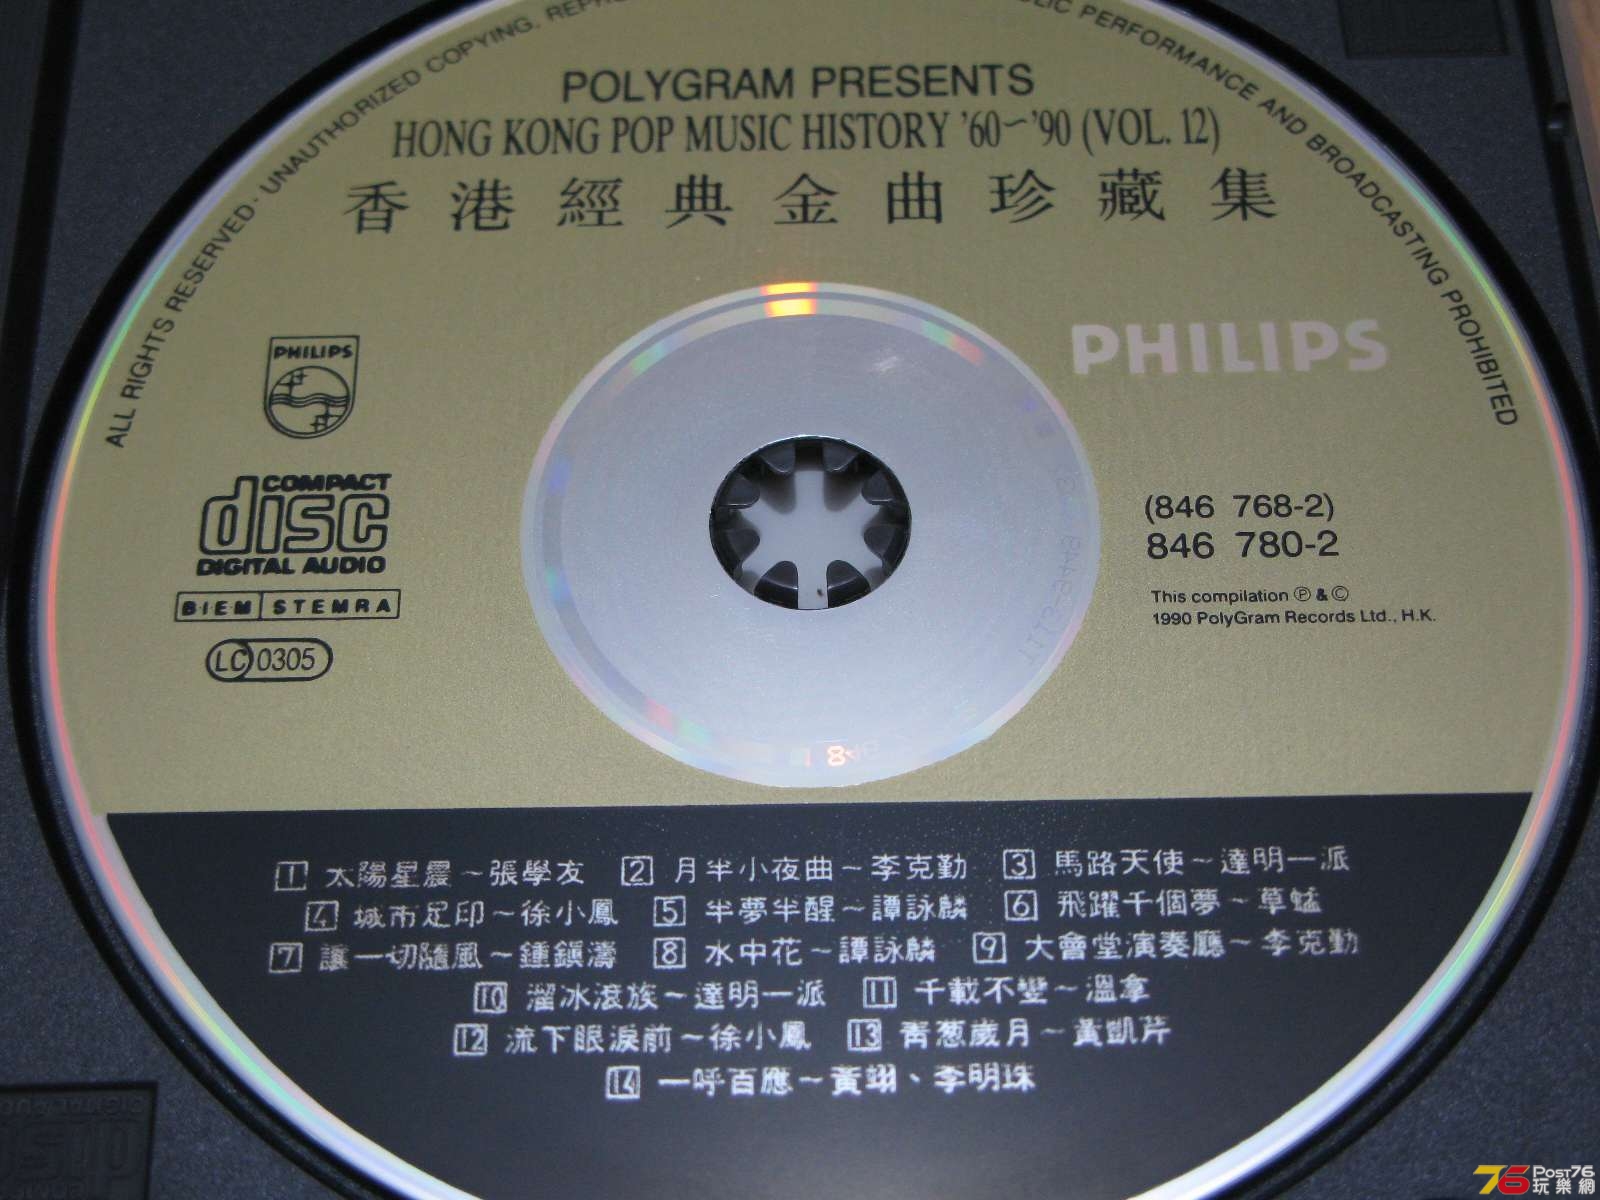 ALL RIGHTS RESERVED · UNAUTHORIZED COPYING, PERFORMANCE AND BROADCASTING PROHIBITED
POLYGRAM PRESENTS
HONG KONG POP MUSIC HISTORY '60~'90 (VOL. 12)
香港經典金曲珍藏集
PHILIPS
PHILIPS
COMPACT
disc
DIGITAL AUDIO
BIEM STEMRA
LC 0305
(846 768-2)
846 780-2
This compilation ℗ & ©
1990 PolyGram Records Ltd., H.K.
1 太陽星晨~張學友 2 月半小夜曲~李克勤 3 馬路天使~達明一派
4 城市足印~徐小鳳 5 半夢半醒~譚詠麟 6 飛躍千個夢~草蜢
7 讓一切隨風~鍾鎮濤 8 水中花~譚詠麟 9 大會堂演奏廳~李克勤
10 溜冰滾族~達明一派 11 千載不變~溫拿
12 流下眼淚前~徐小鳳 13 青葱歲月~黃凱芹
14 一呼百應~黃翊、李明珠
Post76
玩樂網